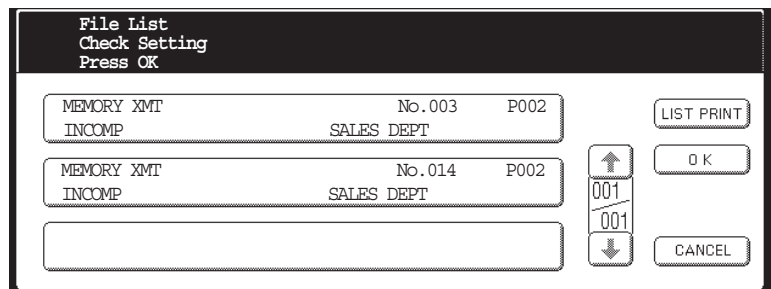 File List
Check Setting
Press OK
MEMORY XMT No.003 P002
INCOMP SALES DEPT
LIST PRINT
MEMORY XMT No.014 P002
INCOMP SALES DEPT
OK
001
001
CANCEL